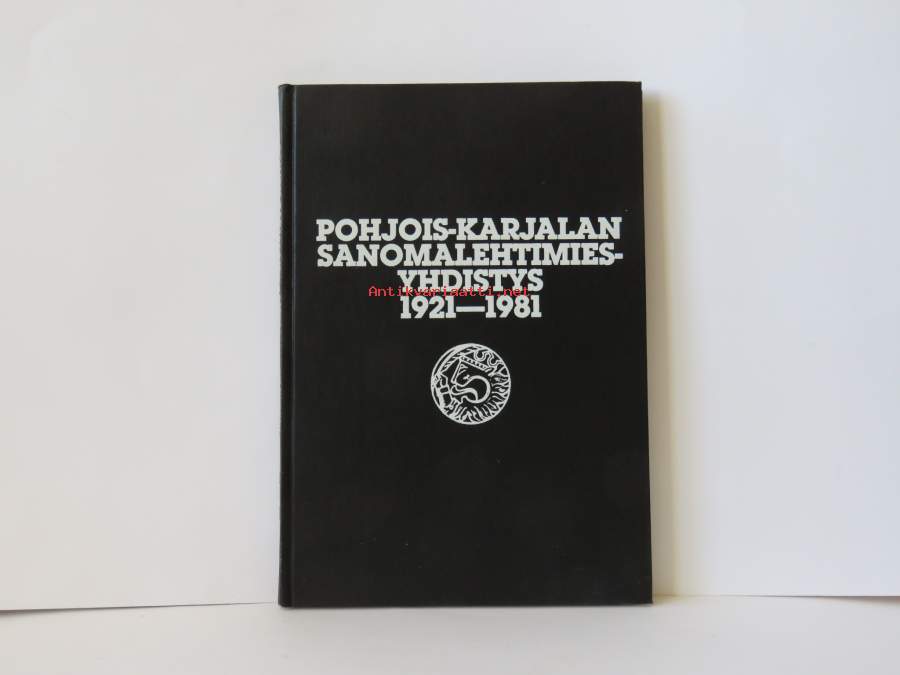 POHJOIS-KARJALAN
SANOMALEHTIMIES-
YHDISTYS
Antikvariaatti.net
1921—1981